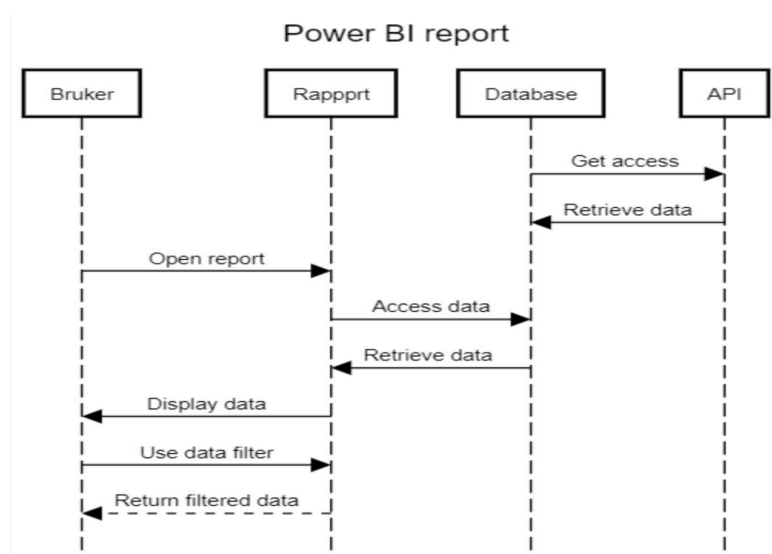 Power BI report
Bruker
Rappprt
Database
API
Get access
Retrieve data
Open report
Access data
Retrieve data
Display data
Use data filter
Return filtered data